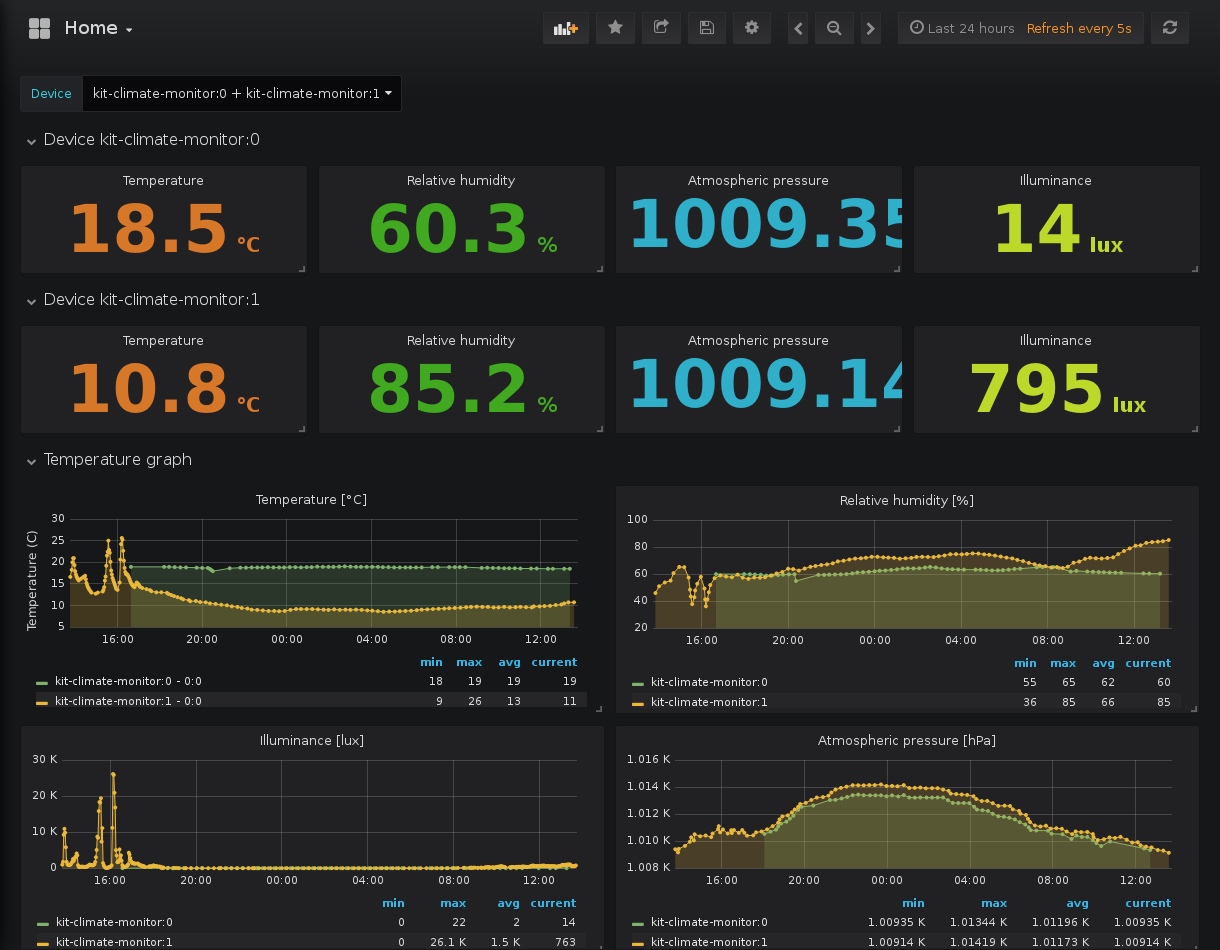 Home
Last 24 hours Refresh every 5s
Device kit-climate-monitor:0 + kit-climate-monitor:1
Device kit-climate-monitor:0
Temperature Relative humidity Atmospheric pressure Illuminance
18.5 °C 60.3 % 1009.35 14 lux
Device kit-climate-monitor:1
Temperature Relative humidity Atmospheric pressure Illuminance
10.8 °C 85.2 % 1009.14 795 lux
Temperature graph
Temperature [°C]
Temperature (C)
30
25
20
15
10
5
16:00 20:00 00:00 04:00 08:00 12:00
min max avg current
kit-climate-monitor:0 - 0:0 18 19 19 19
kit-climate-monitor:1 - 0:0 9 26 13 11
Relative humidity [%]
100
80
60
40
20
16:00 20:00 00:00 04:00 08:00 12:00
min max avg current
kit-climate-monitor:0 55 65 62 60
kit-climate-monitor:1 36 85 66 85
Illuminance [lux]
30 K
20 K
10 K
0
16:00 20:00 00:00 04:00 08:00 12:00
min max avg current
kit-climate-monitor:0 0 22 2 14
kit-climate-monitor:1 0 26.1 K 1.5 K 763
Atmospheric pressure [hPa]
1.016 K
1.014 K
1.012 K
1.010 K
1.008 K
16:00 20:00 00:00 04:00 08:00 12:00
min max avg current
kit-climate-monitor:0 1.00935 K 1.01344 K 1.01196 K 1.00935 K
kit-climate-monitor:1 1.00914 K 1.01419 K 1.01173 K 1.00914 K